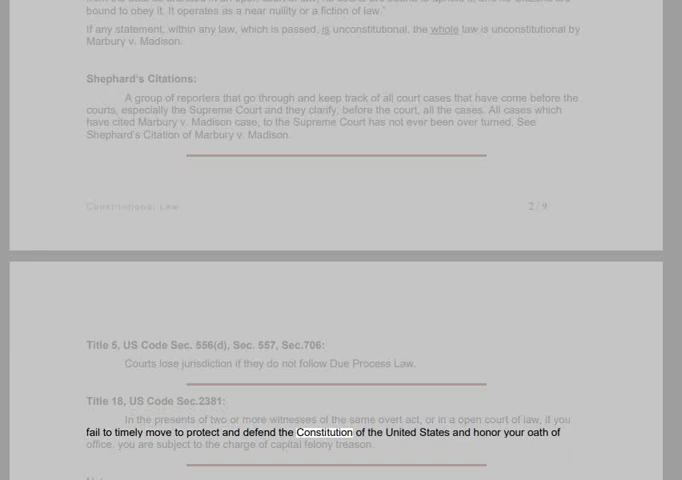 bound to obey it. It operates as a near nullity or a fiction of law."
If any statement, within any law, which is passed, is unconstitutional, the whole law is unconstitutional by
Marbury v. Madison.
Shephard's Citations:
A group of reporters that go through and keep track of all court cases that have come before the
courts, especially the Supreme Court and they clarify, before the court, all the cases. All cases which
have cited Marbury v. Madison case, to the Supreme Court has not ever been over turned. See
Shephard's Citation of Marbury v. Madison.
Constitutional Law 2 / 9
Title 5, US Code Sec. 556(d), Sec. 557, Sec.706:
Courts lose jurisdiction if they do not follow Due Process Law.
Title 18, US Code Sec.2381:
In the presents of two or more witnesses of the same overt act, or in a open court of law, if you
fail to timely move to protect and defend the Constitution of the United States and honor your oath of
office, you are subject to the charge of capital felony treason.